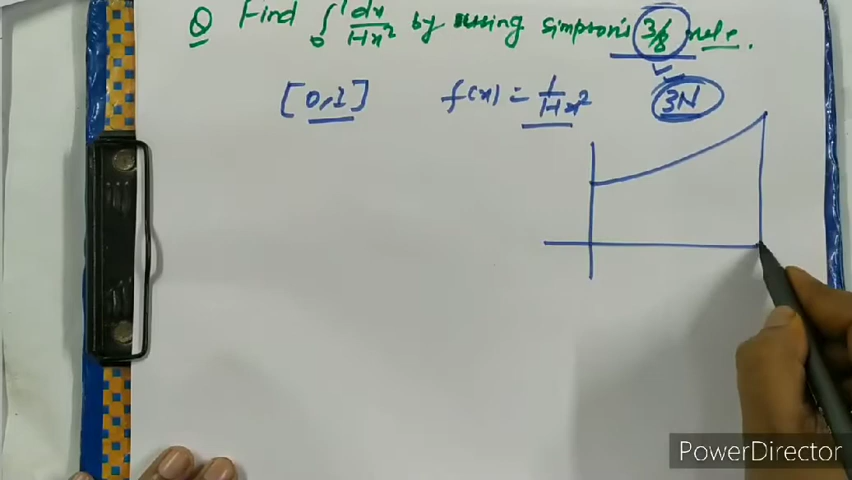 Q Find ∫₀¹ dx/1+x² by using simpson's 3/8 rule.
[0,1] f(x) = 1/1+x² 3N
PowerDirector